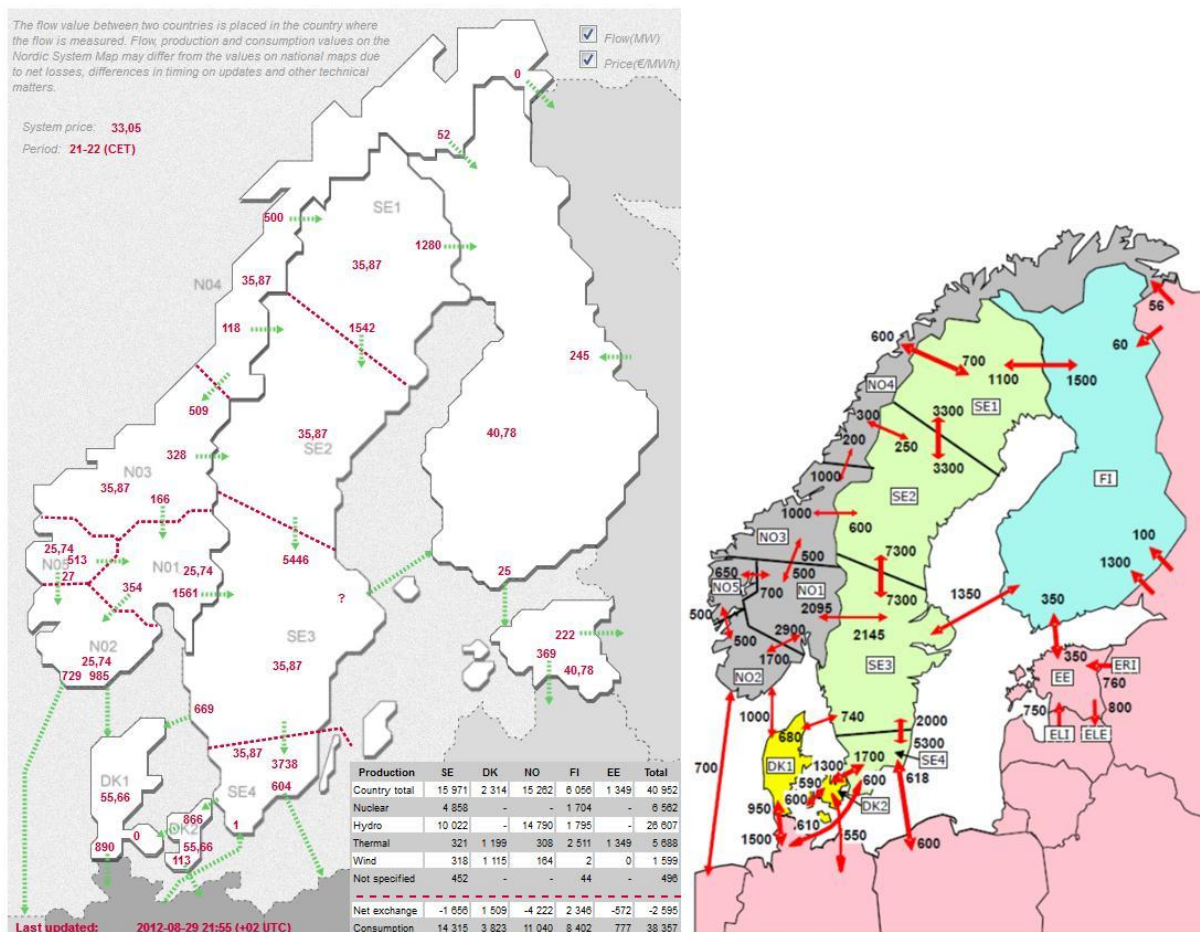 The flow value between two countries is placed in the country where
the flow is measured. Flow, production and consumption values on the
Nordic System Map may differ from the values on national maps due
to net losses, differences in timing on updates and other technical
matters.
Flow(MW)
Price(€/MWh)
System price: 33,05
Period: 21-22 (CET)
0
52
SE1
500
1280
35,87
N04
35,87
118
1542
245
509
35,87
SE2
40,78
328
N03
35,87
166
25,74
N05
513
27
N01
25,74
354
1561
5446
25
?
N02
SE3
222
25,74
35,87
369
40,78
729
985
669
35,87
3738
DK1
55,66
SE4
604
866
DK2
1
0
55,66
890
113
Production SE DK NO FI EE Total
Country total 15 971 2 314 15 262 6 056 1 349 40 952
Nuclear 4 858 - - 1 704 - 6 562
Hydro 10 022 - 14 790 1 795 - 26 607
Thermal 321 1 199 308 2 511 1 349 5 688
Wind 318 1 115 164 2 0 1 599
Not specified 452 - - 44 - 496
Net exchange -1 656 1 509 -4 222 2 346 -572 -2 595
Consumption 14 315 3 823 11 040 8 402 777 38 357
Last updated: 2012-08-29 21:55 (+02 UTC)
56
600
60
700
1100
1500
NO4
SE1
300
3300
200
250
3300
1000
FI
SE2
1000
600
NO3
100
500
7300
1300
650
500
NO5
700
NO1
7300
1350
350
2095
500
2900
2145
500
350
1700
SE3
EE
ERI
NO2
760
750
800
1000
740
2000
ELI
ELE
680
5300
700
DK1
1700
SE4
1300
590
600
618
600
DK2
950
610
550
1500
600